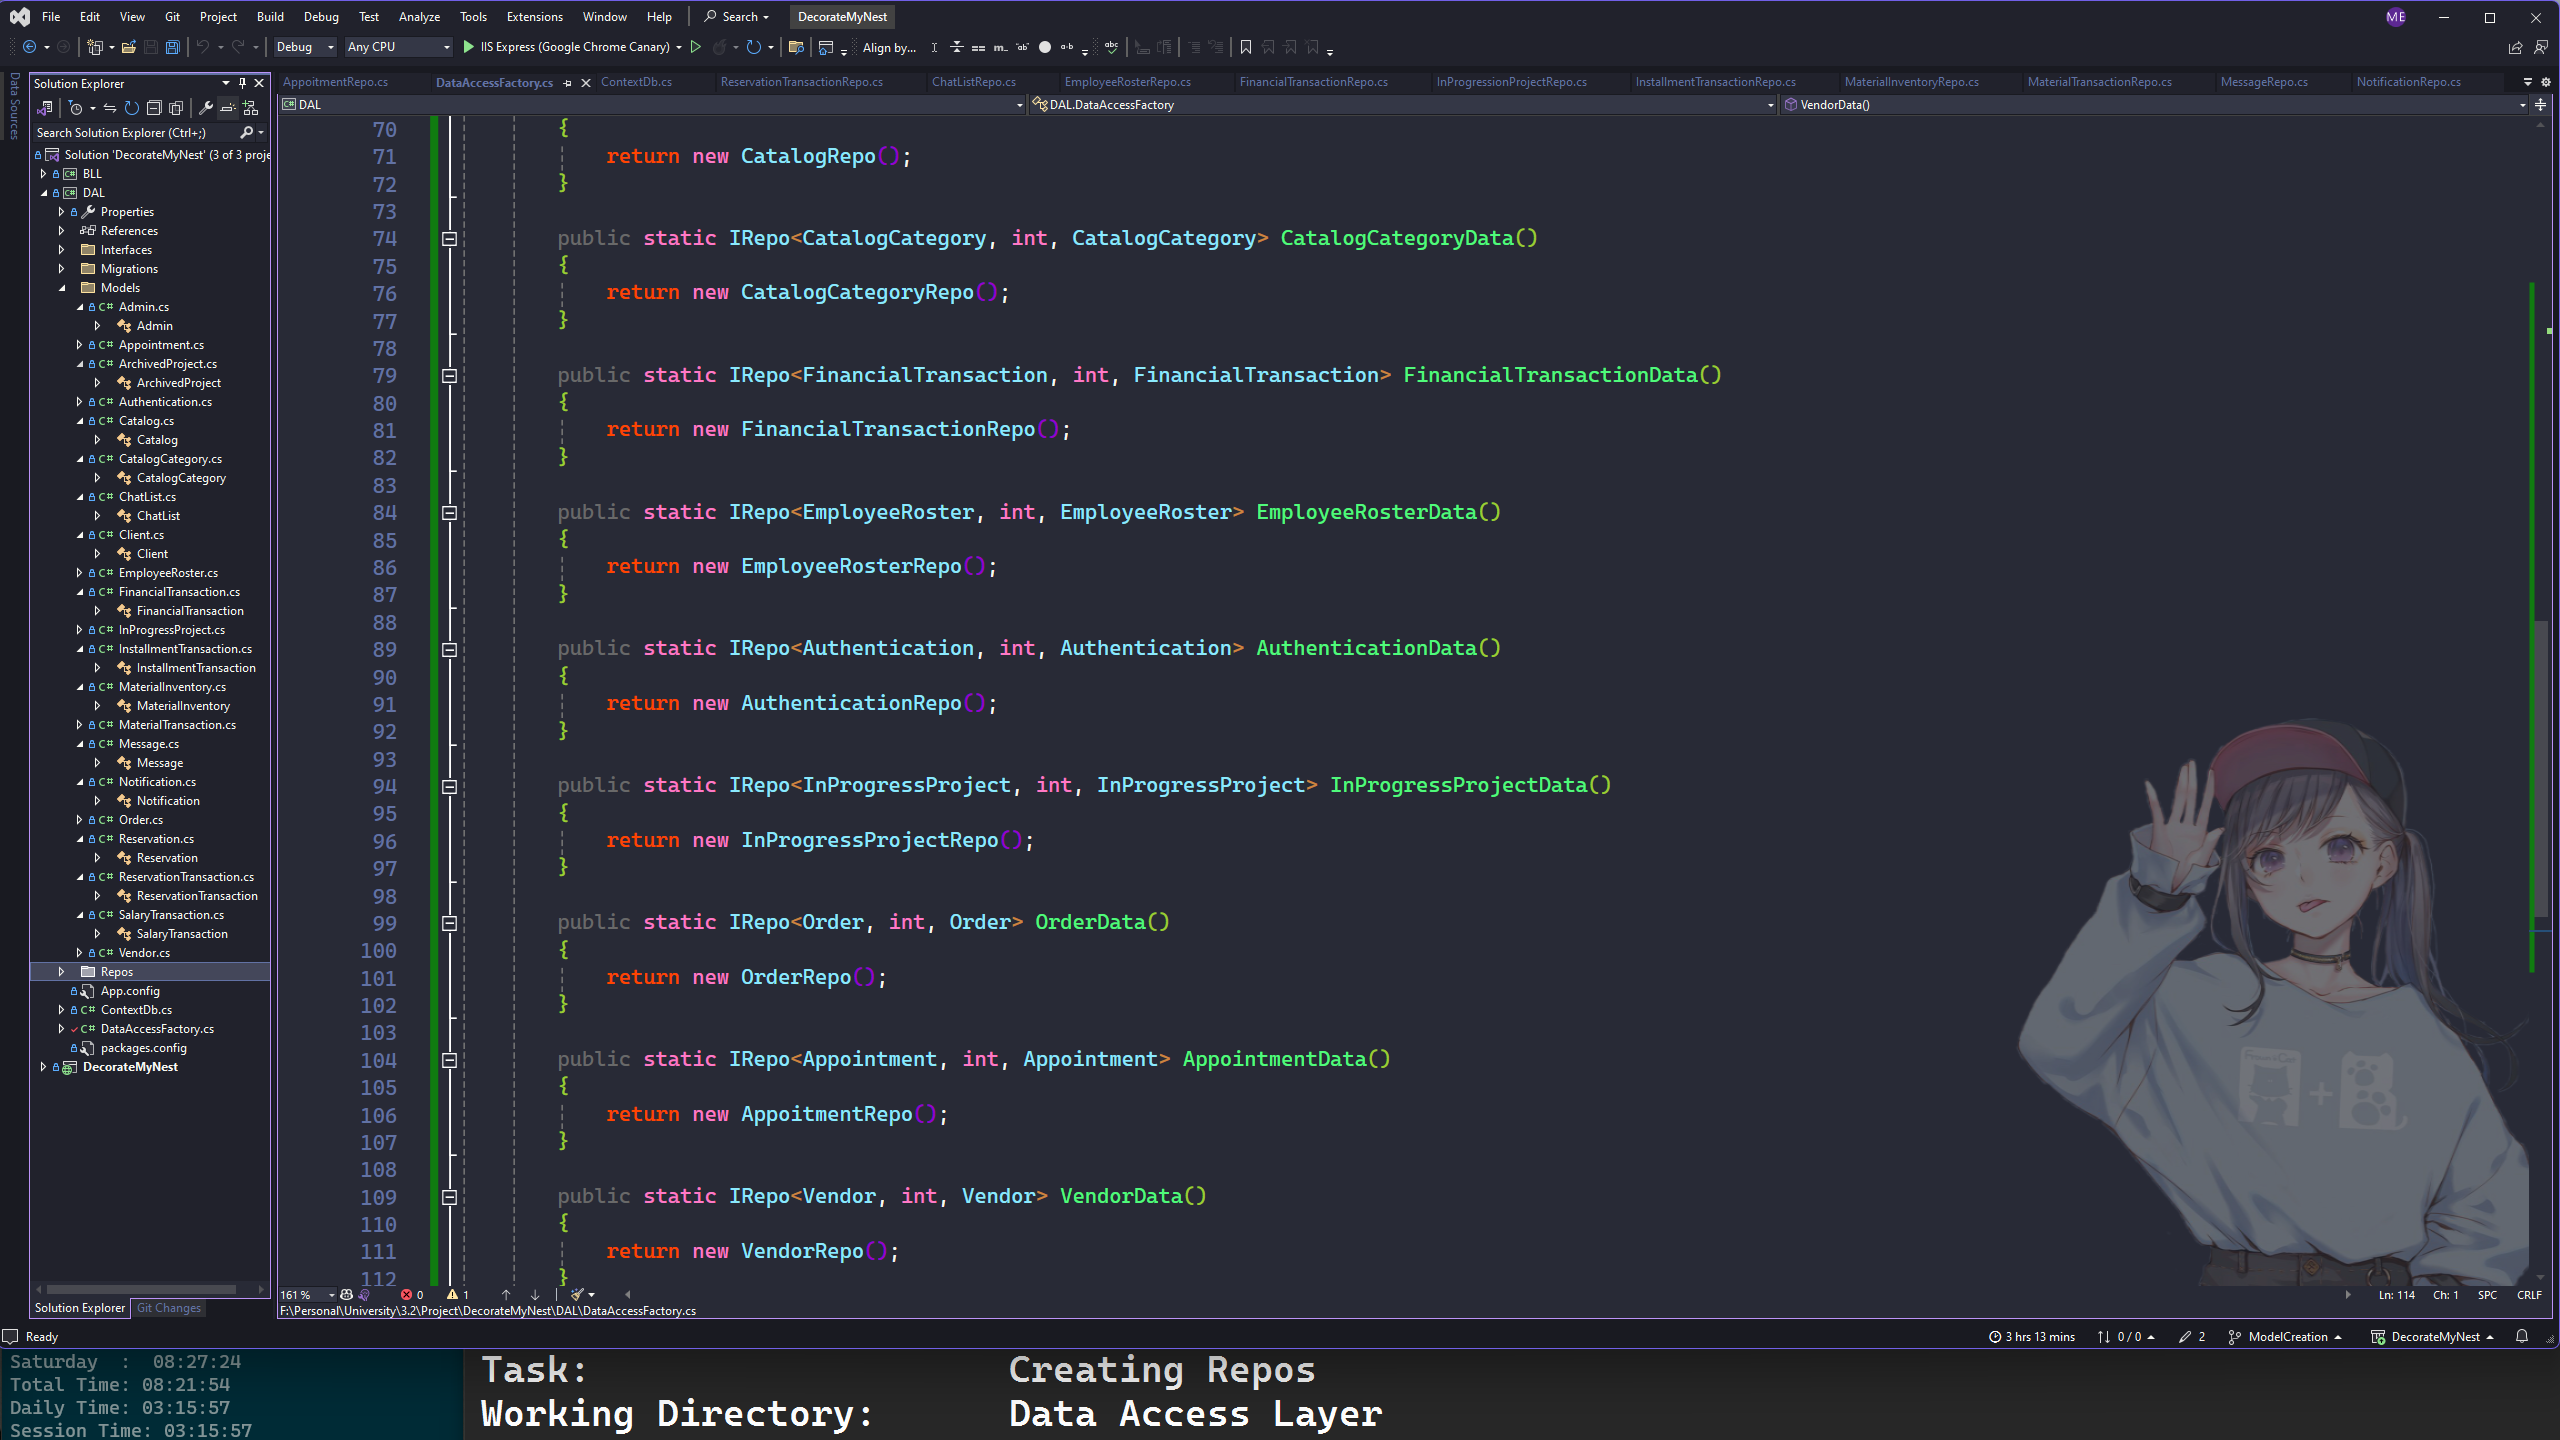 File Edit View Git Project Build Debug Test Analyze Tools Extensions Window Help Search DecorateMyNest ME
Debug Any CPU IIS Express (Google Chrome Canary) Align by...
Data Sources
Solution Explorer
Search Solution Explorer (Ctrl+;)
Solution 'DecorateMyNest' (3 of 3 proje
BLL
DAL
Properties
References
Interfaces
Migrations
Models
C# Admin.cs
Admin
C# Appointment.cs
C# ArchivedProject.cs
ArchivedProject
C# Authentication.cs
C# Catalog.cs
Catalog
C# CatalogCategory.cs
CatalogCategory
C# ChatList.cs
ChatList
C# Client.cs
Client
C# EmployeeRoster.cs
C# FinancialTransaction.cs
FinancialTransaction
C# InProgressProject.cs
C# InstallmentTransaction.cs
InstallmentTransaction
C# MaterialInventory.cs
MaterialInventory
C# MaterialTransaction.cs
C# Message.cs
Message
C# Notification.cs
Notification
C# Order.cs
C# Reservation.cs
Reservation
C# ReservationTransaction.cs
ReservationTransaction
C# SalaryTransaction.cs
SalaryTransaction
C# Vendor.cs
Repos
App.config
C# ContextDb.cs
C# DataAccessFactory.cs
packages.config
DecorateMyNest
Solution Explorer Git Changes
AppoitmentRepo.cs DataAccessFactory.cs ContextDb.cs ReservationTransactionRepo.cs ChatListRepo.cs EmployeeRosterRepo.cs FinancialTransactionRepo.cs InProgressionProjectRepo.cs InstallmentTransactionRepo.cs MaterialInventoryRepo.cs MaterialTransactionRepo.cs MessageRepo.cs NotificationRepo.cs
C# DAL DAL.DataAccessFactory VendorData()
70 {
71 return new CatalogRepo();
72 }
73
74 public static IRepo<CatalogCategory, int, CatalogCategory> CatalogCategoryData()
75 {
76 return new CatalogCategoryRepo();
77 }
78
79 public static IRepo<FinancialTransaction, int, FinancialTransaction> FinancialTransactionData()
80 {
81 return new FinancialTransactionRepo();
82 }
83
84 public static IRepo<EmployeeRoster, int, EmployeeRoster> EmployeeRosterData()
85 {
86 return new EmployeeRosterRepo();
87 }
88
89 public static IRepo<Authentication, int, Authentication> AuthenticationData()
90 {
91 return new AuthenticationRepo();
92 }
93
94 public static IRepo<InProgressProject, int, InProgressProject> InProgressProjectData()
95 {
96 return new InProgressProjectRepo();
97 }
98
99 public static IRepo<Order, int, Order> OrderData()
100 {
101 return new OrderRepo();
102 }
103
104 public static IRepo<Appointment, int, Appointment> AppointmentData()
105 {
106 return new AppoitmentRepo();
107 }
108
109 public static IRepo<Vendor, int, Vendor> VendorData()
110 {
111 return new VendorRepo();
112 }
161 % 0 1 Ln: 114 Ch: 1 SPC CRLF
F:\Personal\University\3.2\Project\DecorateMyNest\DAL\DataAccessFactory.cs
Ready 3 hrs 13 mins 0 / 0 2 ModelCreation DecorateMyNest
Saturday : 08:27:24
Total Time: 08:21:54
Daily Time: 03:15:57
Session Time: 03:15:57
Task: Creating Repos
Working Directory: Data Access Layer